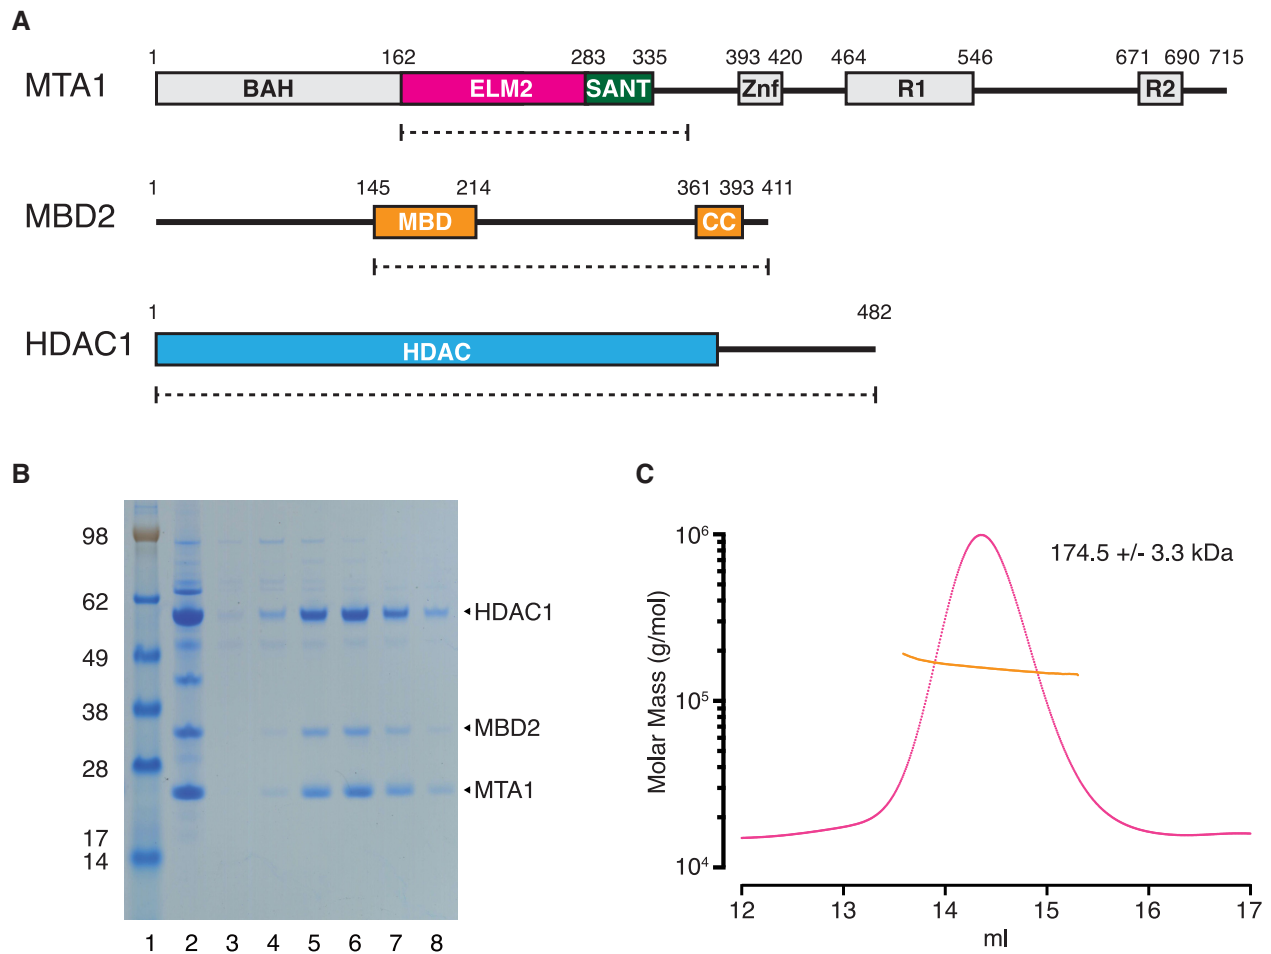 A
1 162 283 335 393 420 464 546 671 690 715
MTA1 BAH ELM2 SANT Znf R1 R2
1 145 214 361 393 411
MBD2 MBD CC
1 482
HDAC1 HDAC
B
98
62
49
38
28
17
14
HDAC1
MBD2
MTA1
1 2 3 4 5 6 7 8
C
174.5 +/- 3.3 kDa
Molar Mass (g/mol)
10⁶
10⁵
10⁴
12 13 14 15 16 17
ml